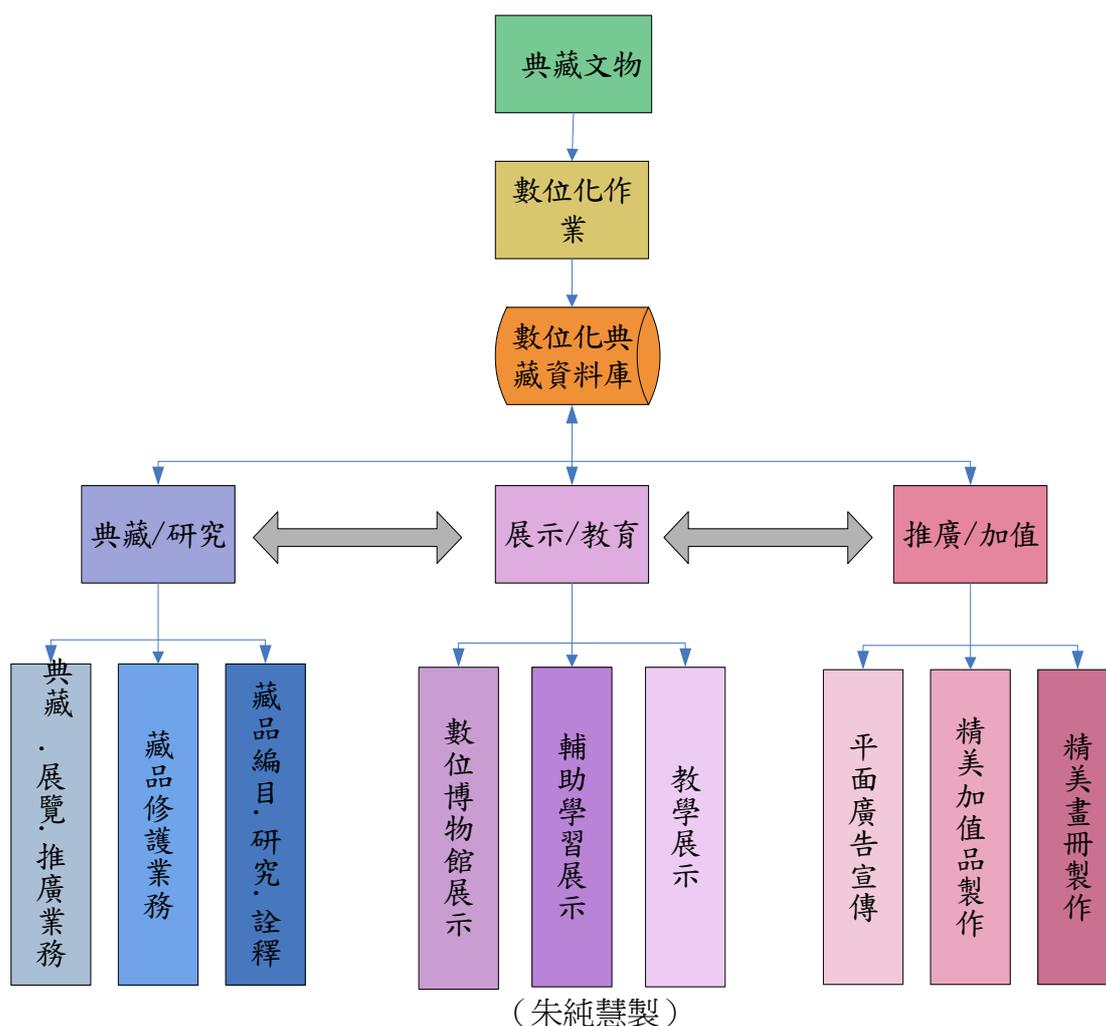 典藏文物
數位化作
業
數位化典
藏資料庫
典藏/研究
展示/教育
推廣/加值
典藏.展覽.推廣業務
藏品修護業務
藏品編目.研究.詮釋
數位博物館展示
輔助學習展示
教學展示
平面廣告宣傳
精美加值品製作
精美畫冊製作
（朱純慧製）